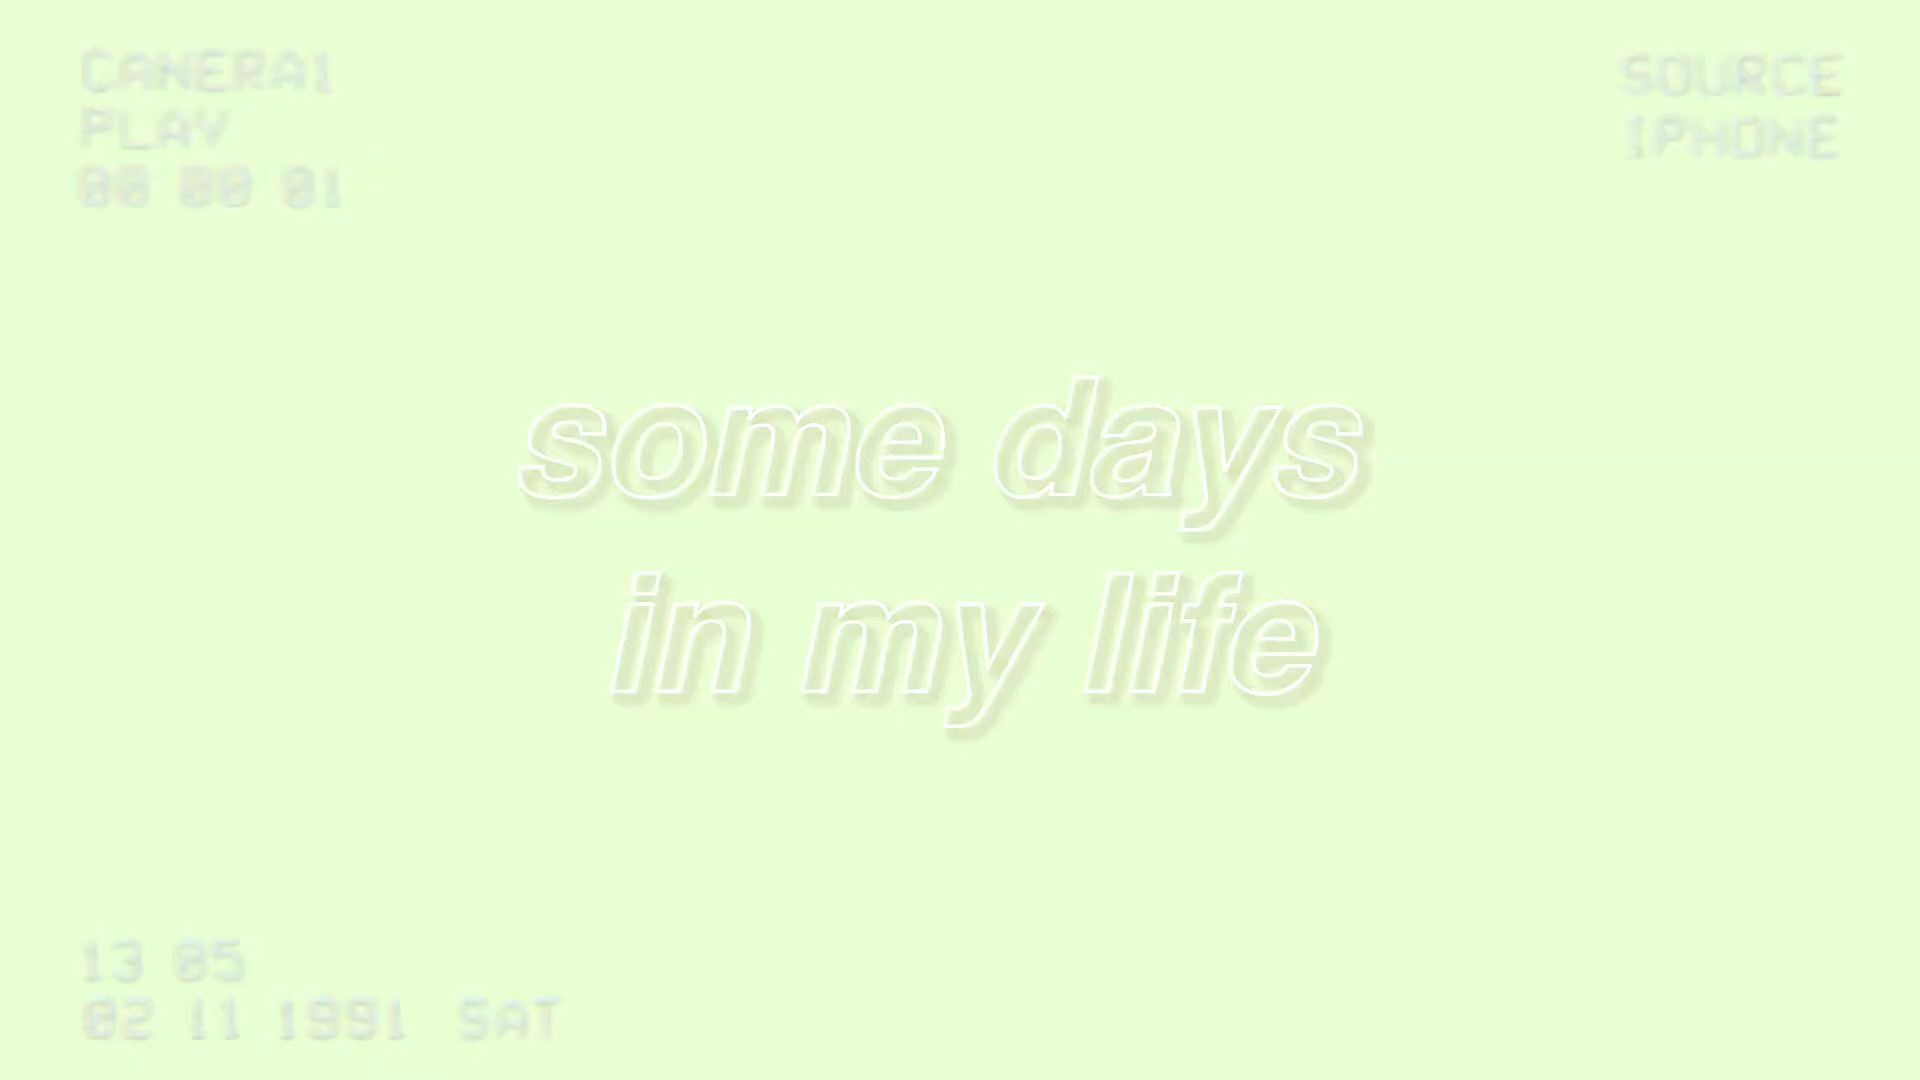 CAMERA1
PLAY
00 00 01
SOURCE
IPHONE
some days
in my life
13 05
02 11 1991 SAT